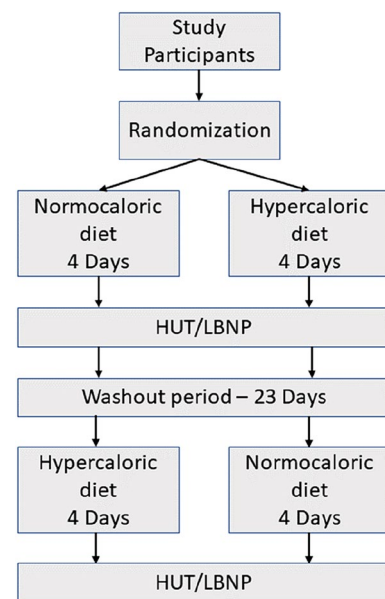 Study
Participants
Randomization
Normocaloric
diet
4 Days
Hypercaloric
diet
4 Days
HUT/LBNP
Washout period – 23 Days
Hypercaloric
diet
4 Days
Normocaloric
diet
4 Days
HUT/LBNP